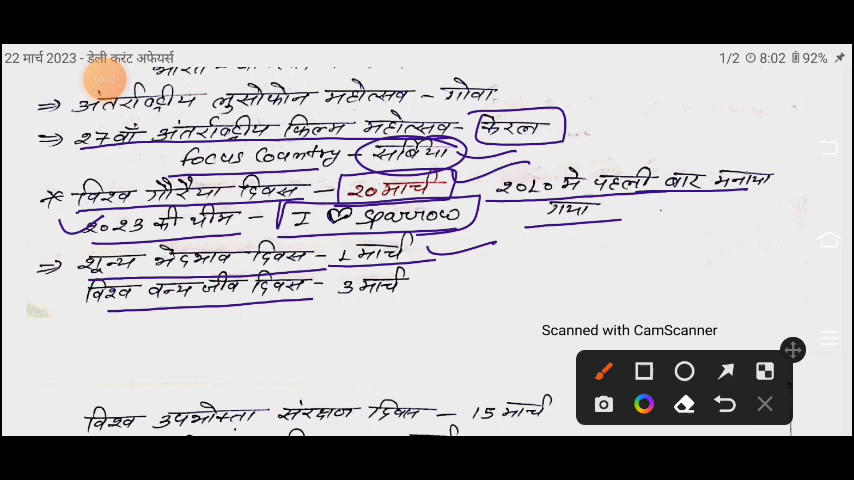 22 मार्च 2023 - डेली करंट अफेयर्स 1/2 8:02 92%
08:40
⇒ अंतर्राष्ट्रीय लुसोफोन महोत्सव - गोवा
⇒ 27वाँ अंतर्राष्ट्रीय फिल्म महोत्सव - केरल
Focus Country - सर्बिया
* विश्व गौरैया दिवस - 20 मार्च 2010 मे पहली बार मनाया गया
2023 की थीम - I ♡ Sparrow
⇒ शून्य भेदभाव दिवस - 1 मार्च
विश्व वन्य जीव दिवस - 3 मार्च
Scanned with CamScanner
विश्व उपभोक्ता संरक्षण दिवस - 15 मार्च